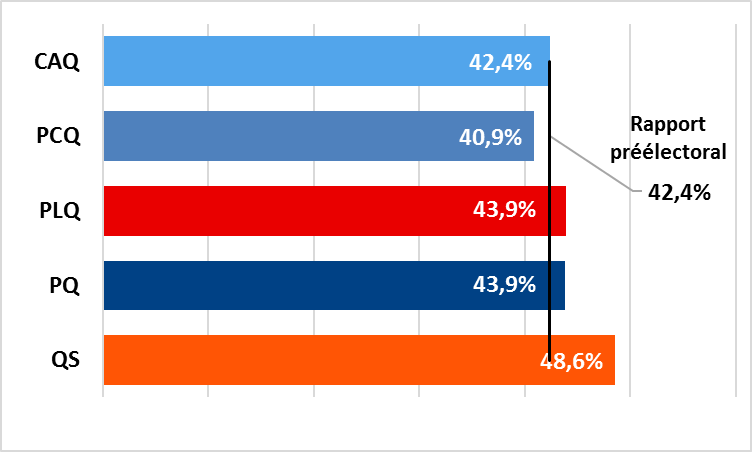 CAQ 42,4%
PCQ 40,9%
Rapport
préélectoral
42,4%
PLQ 43,9%
PQ 43,9%
QS 48,6%